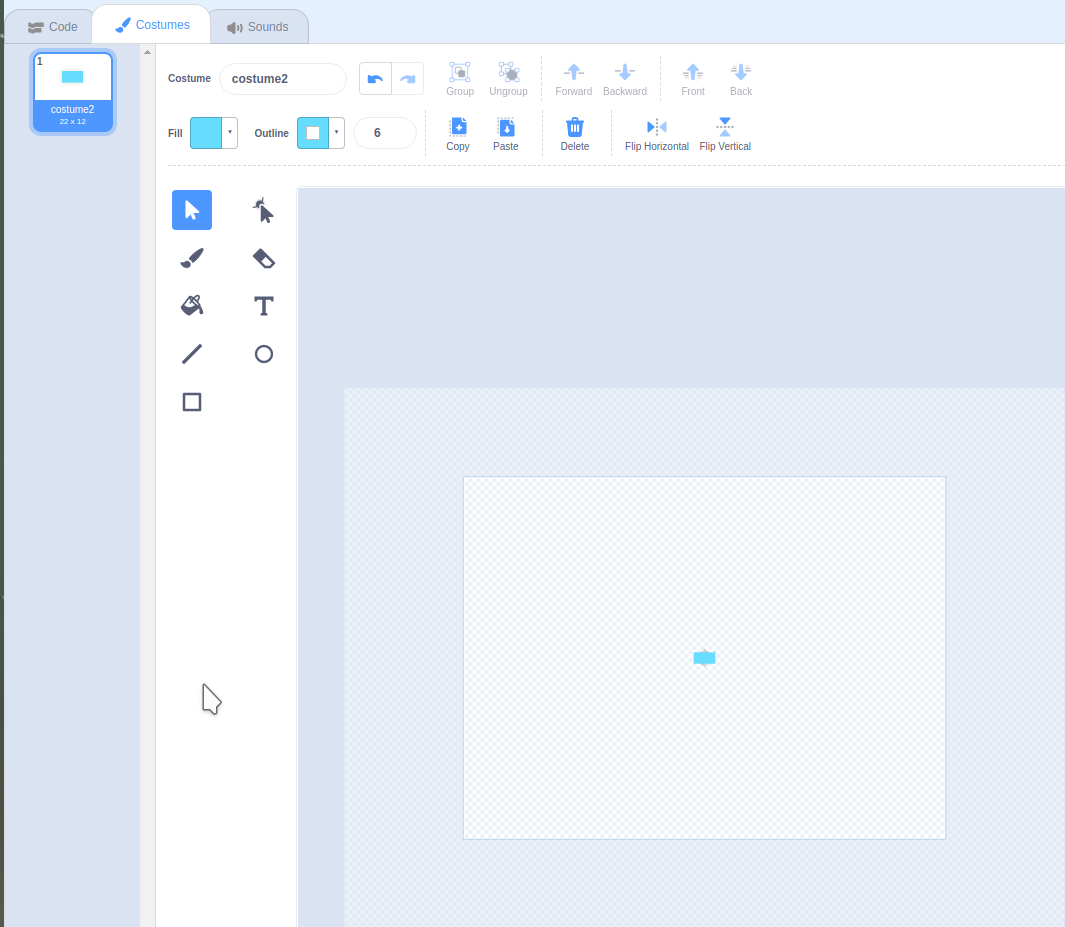 Code
Costumes
Sounds
1
costume2
22 x 12
Costume
costume2
Group
Ungroup
Forward
Backward
Front
Back
Fill
Outline
6
Copy
Paste
Delete
Flip Horizontal
Flip Vertical
T